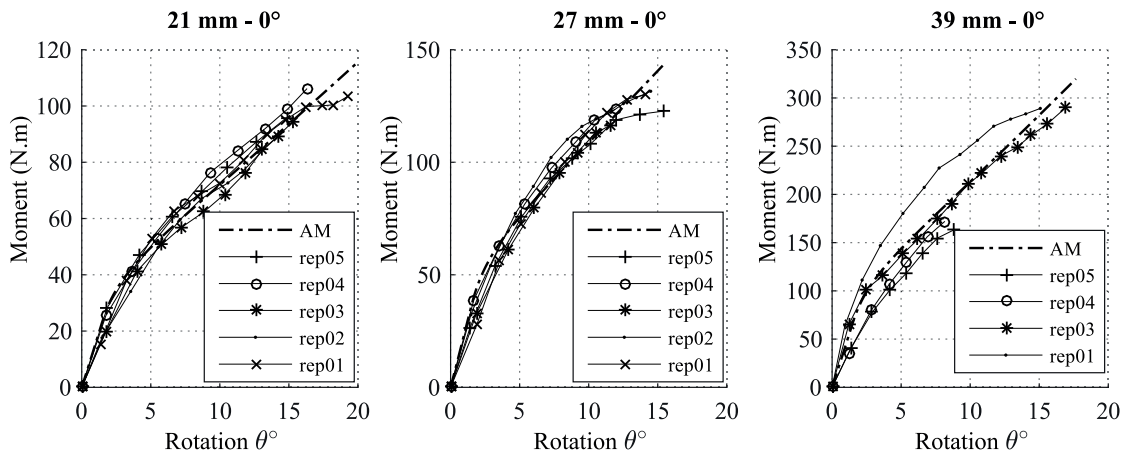 21 mm - 0°
27 mm - 0°
39 mm - 0°
Moment (N.m)
120
100
80
60
40
20
0
0 5 10 15 20
Rotation θ°
AM
rep05
rep04
rep03
rep02
rep01
Moment (N.m)
150
100
50
0
0 5 10 15 20
Rotation θ°
AM
rep05
rep04
rep03
rep02
rep01
Moment (N.m)
350
300
250
200
150
100
50
0
0 5 10 15 20
Rotation θ°
AM
rep05
rep04
rep03
rep01